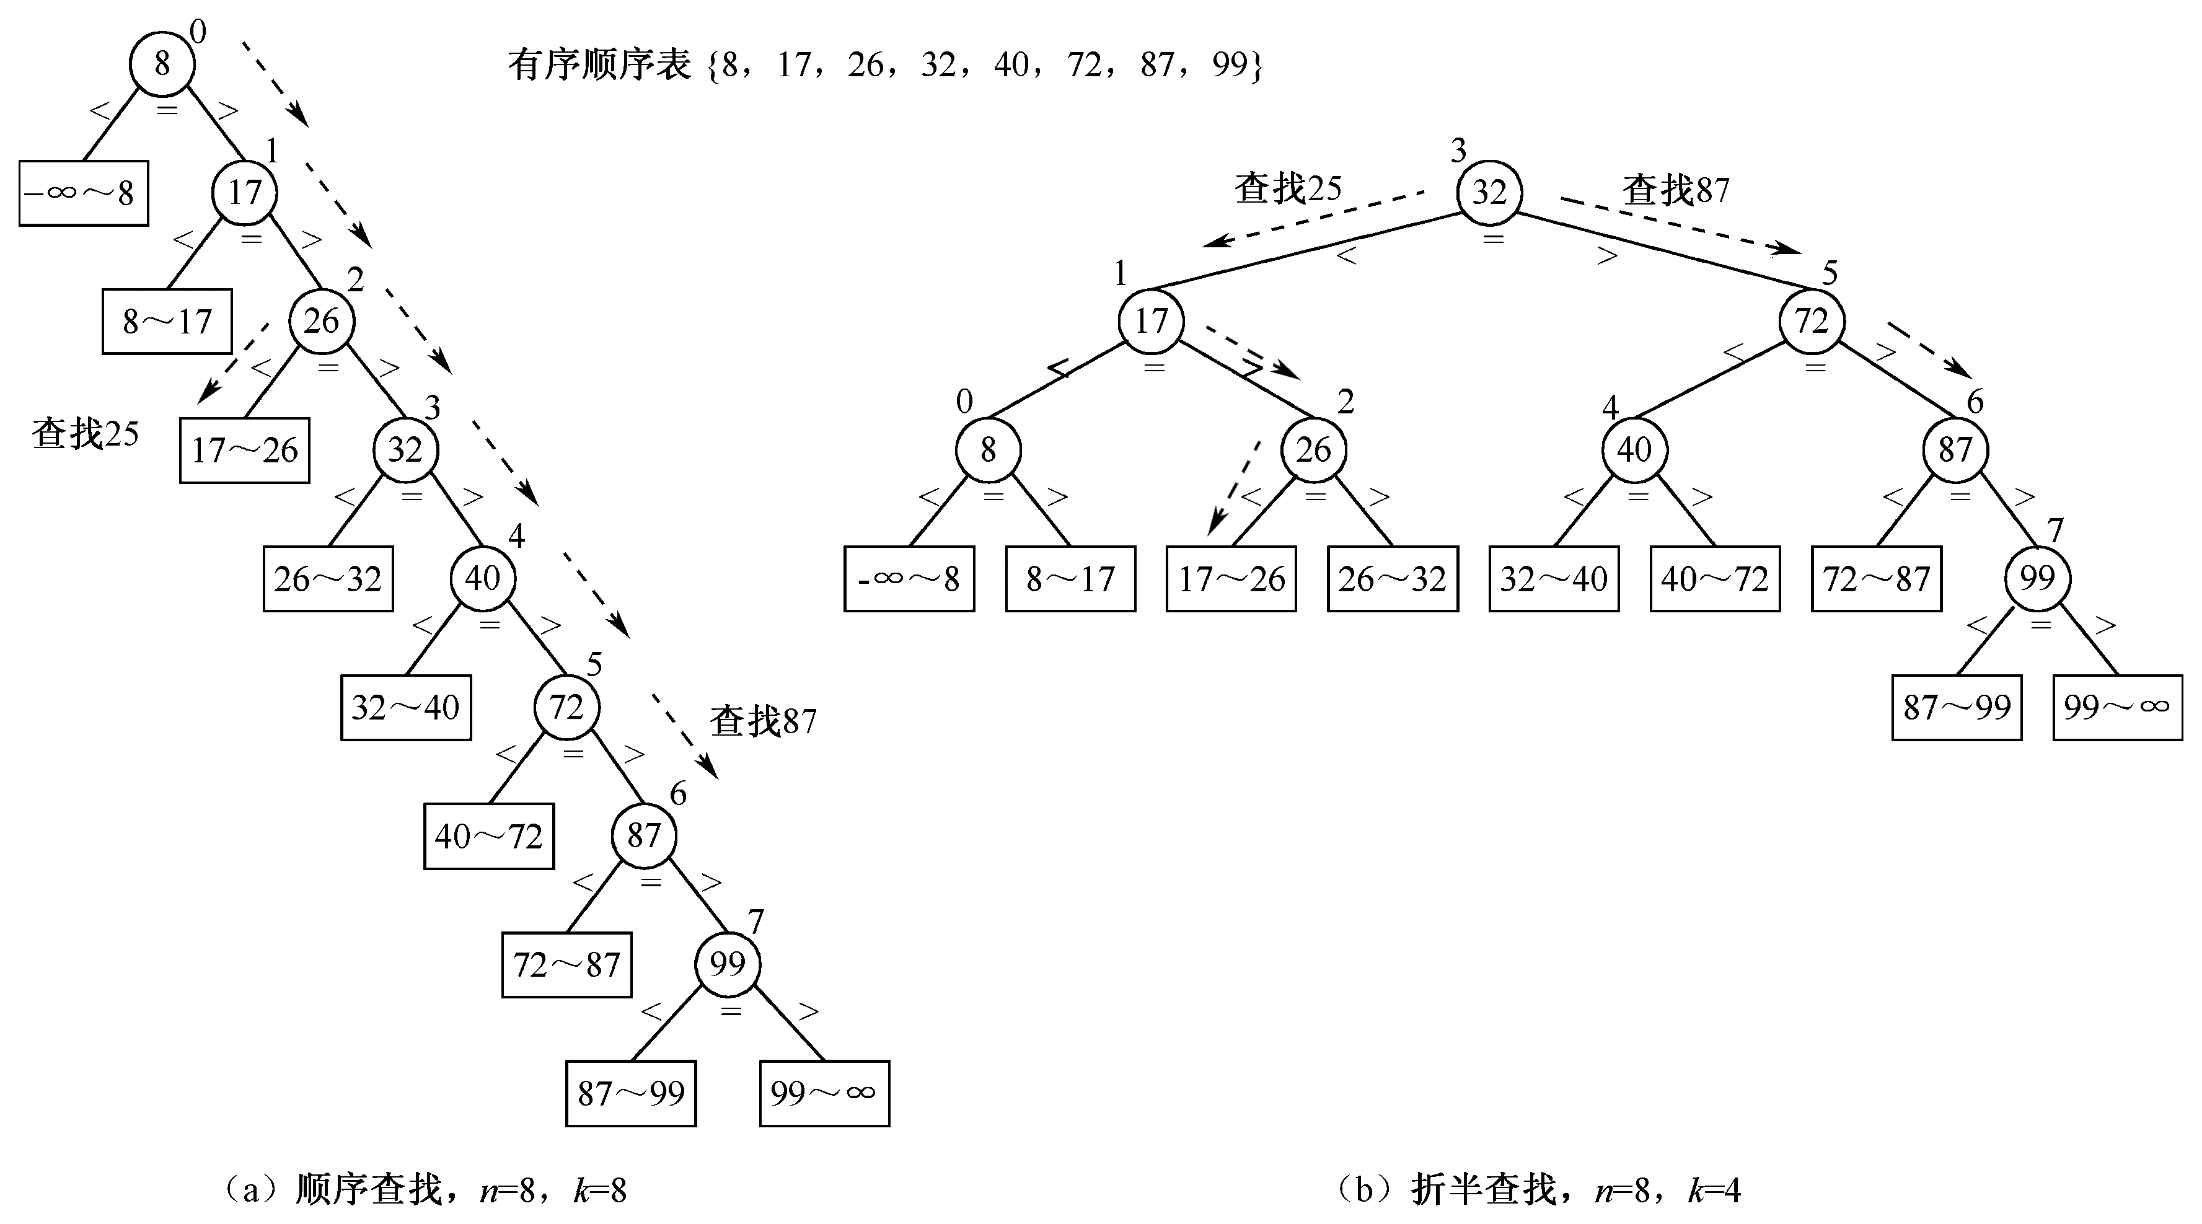 有序顺序表 {8，17，26，32，40，72，87，99}
0
8
< = >
-∞～8
1
17
< = >
8～17
2
26
< = >
查找25
17～26
3
32
< = >
26～32
4
40
< = >
32～40
5
72
查找87
< = >
40～72
6
87
< = >
72～87
7
99
< = >
87～99 99～∞
（a）顺序查找，n=8，k=8
3
查找25 32 查找87
< = >
1 5
17 72
< = > < = >
0 2 4 6
8 26 40 87
< = > < = > < = > < = >
7
-∞～8 8～17 17～26 26～32 32～40 40～72 72～87 99
< = >
87～99 99～∞
（b）折半查找，n=8，k=4